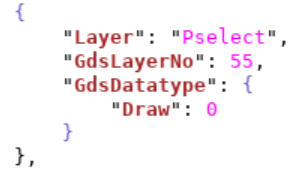 {
"Layer": "Pselect",
"GdsLayerNo": 55,
"GdsDatatype": {
"Draw": 0
}
},